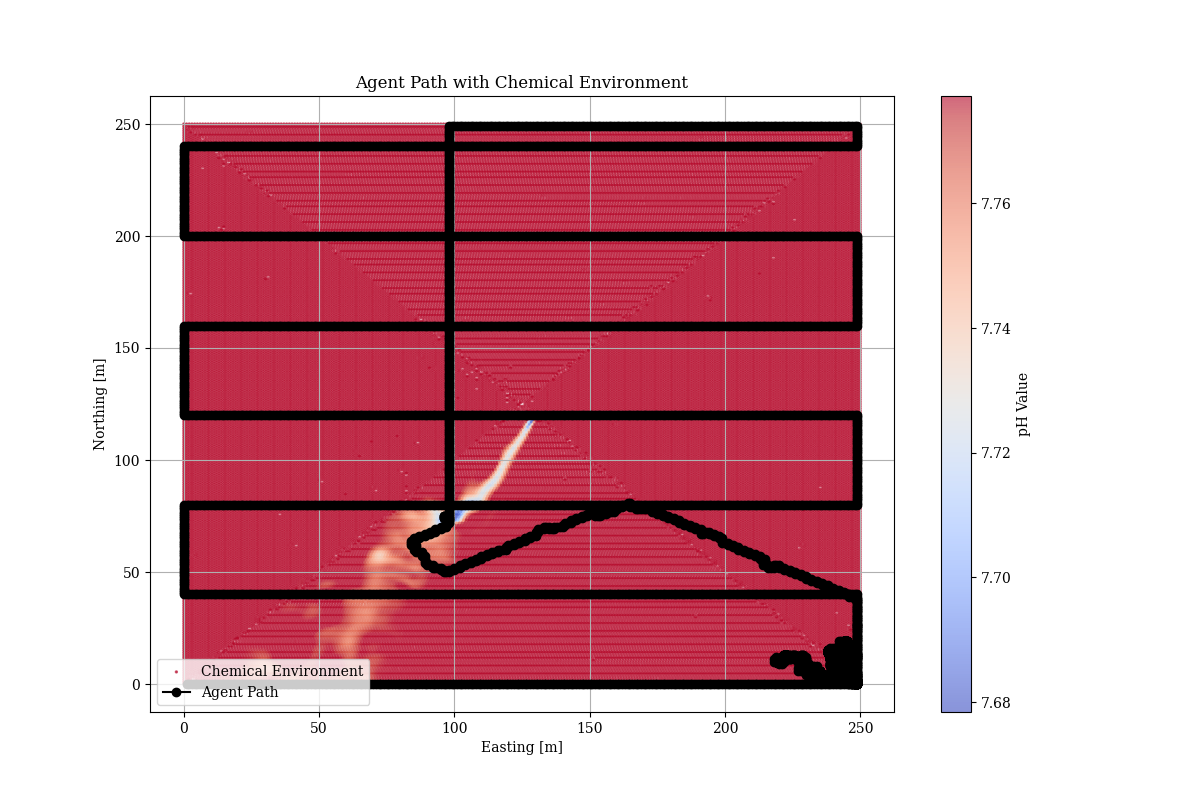 Agent Path with Chemical Environment
250
200
150
100
50
0
Northing [m]
Chemical Environment
Agent Path
0
50
100
150
200
250
Easting [m]
7.76
7.74
7.72
7.70
7.68
pH Value